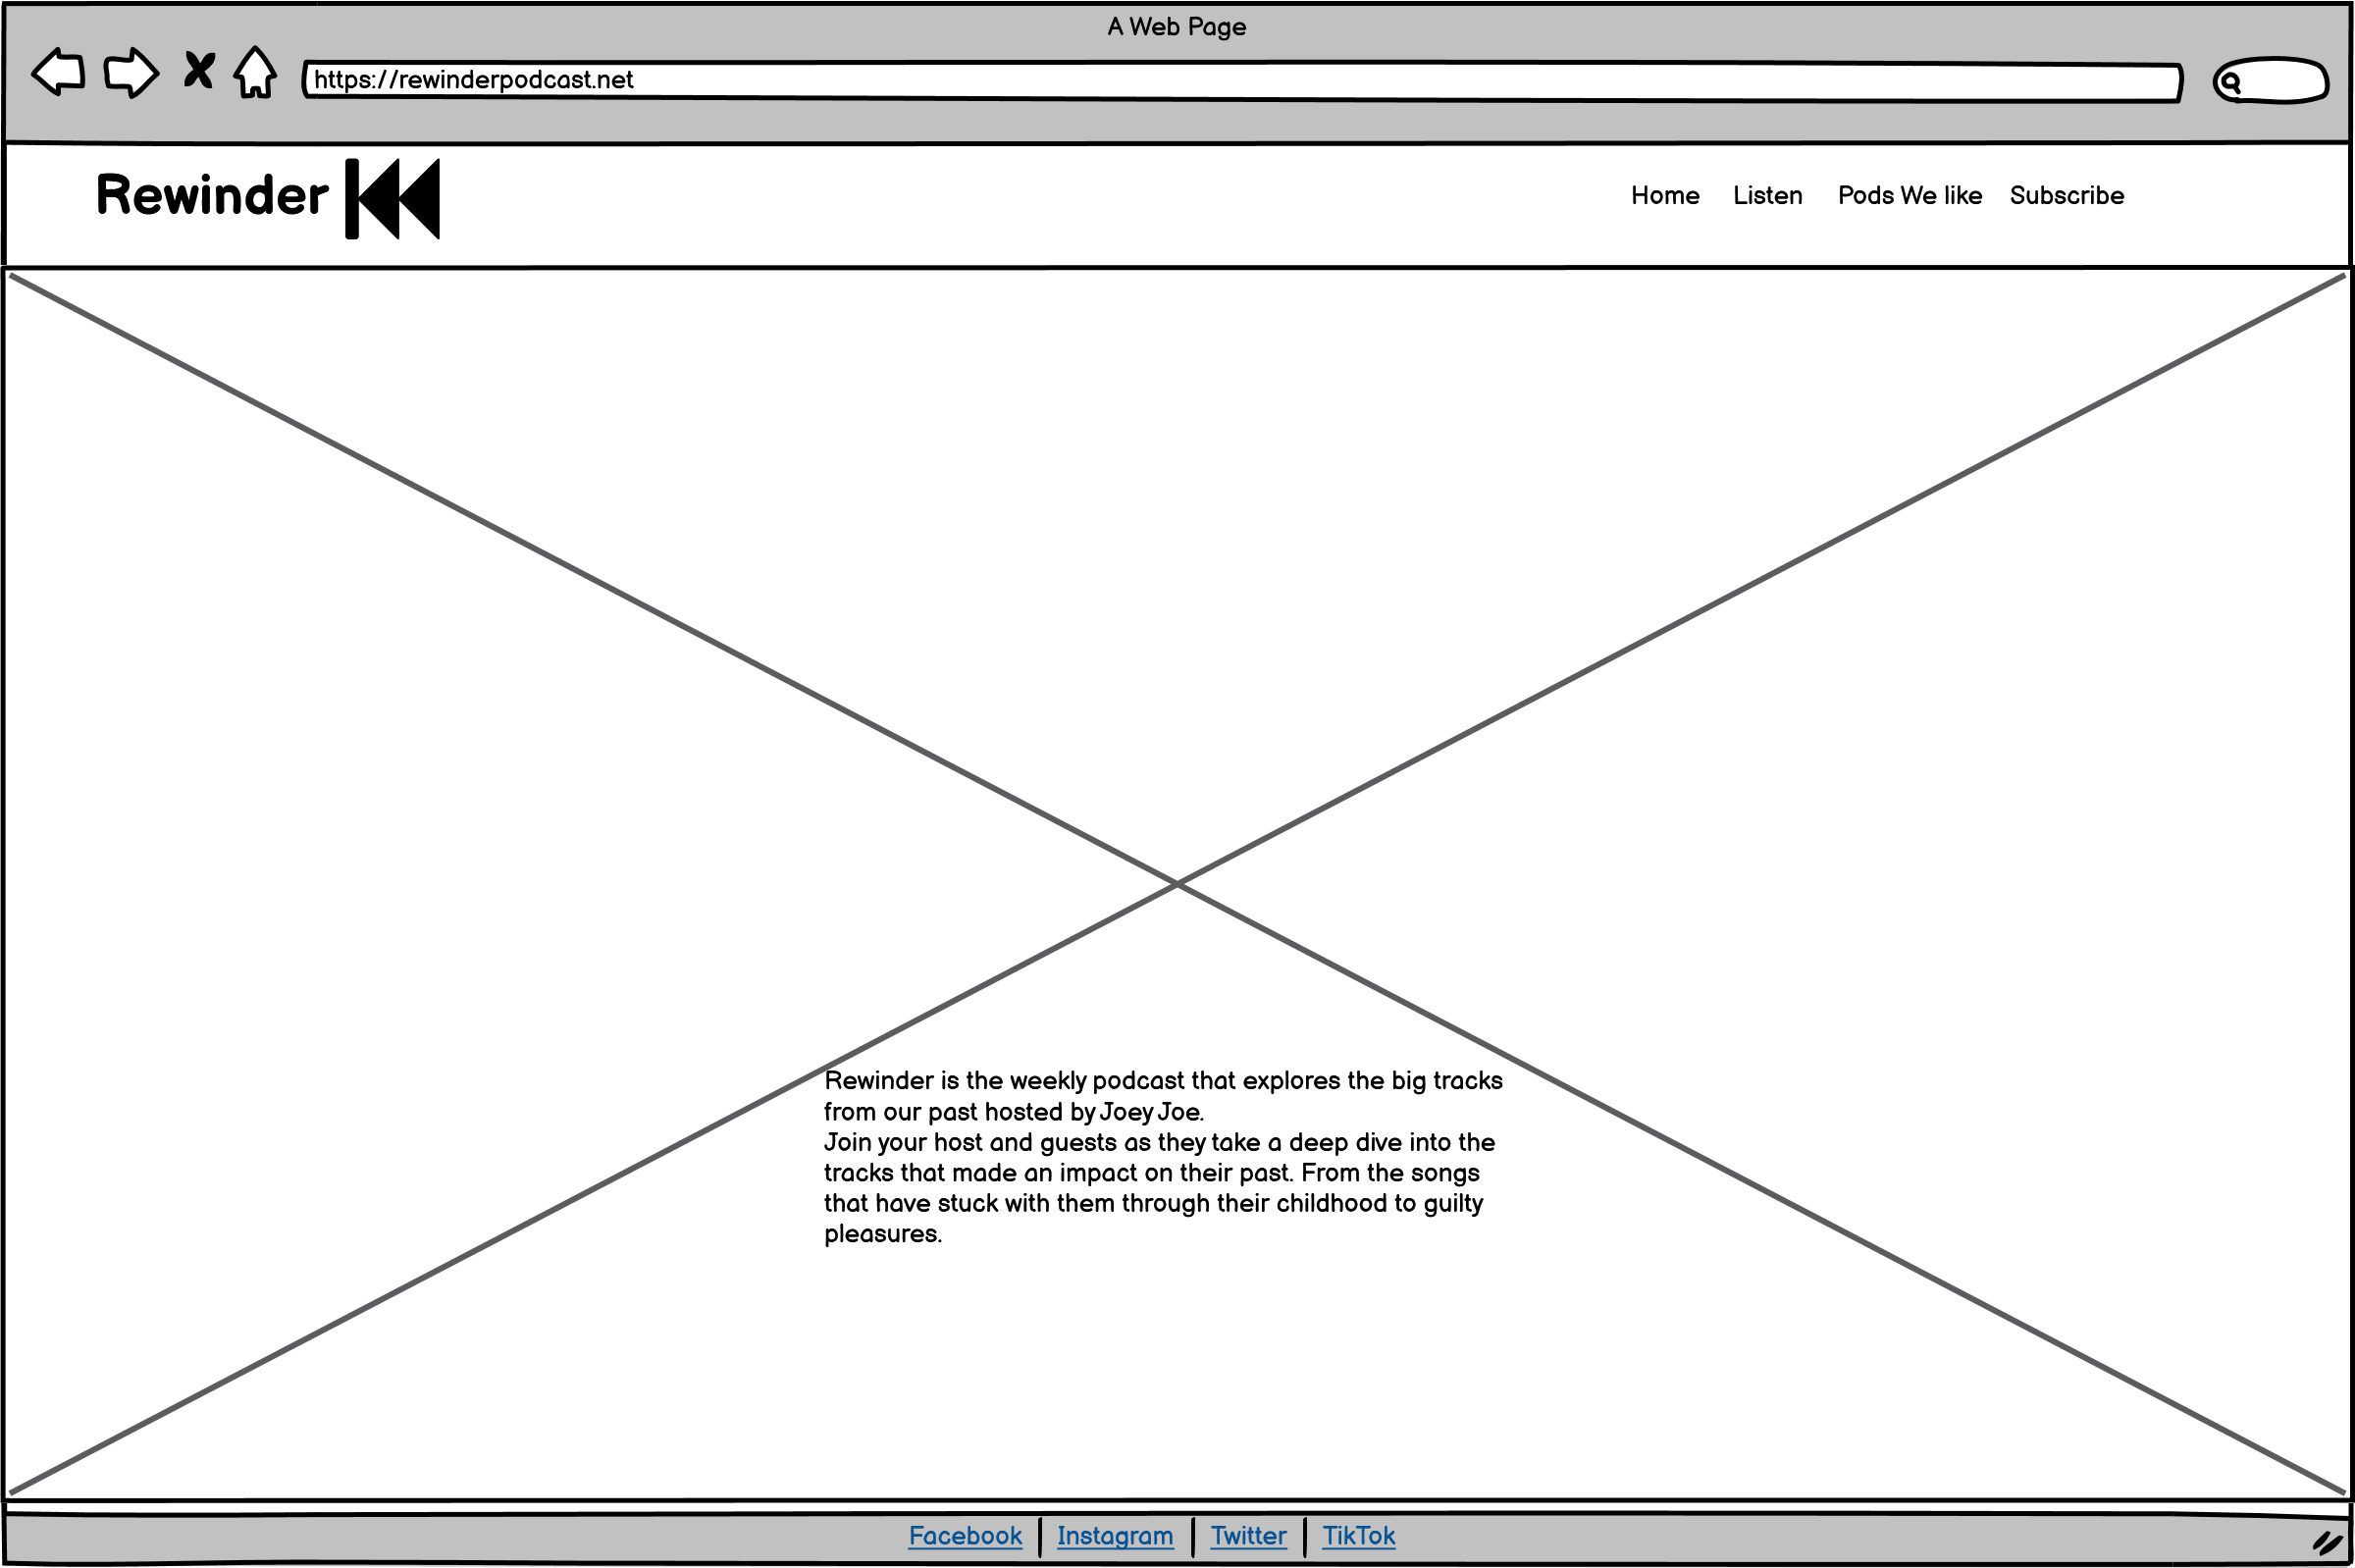 A Web Page
https://rewinderpodcast.net
Rewinder
Home Listen Pods We like Subscribe
Rewinder is the weekly podcast that explores the big tracks
from our past hosted by Joey Joe.
Join your host and guests as they take a deep dive into the
tracks that made an impact on their past. From the songs
that have stuck with them through their childhood to guilty
pleasures.
Facebook | Instagram | Twitter | TikTok